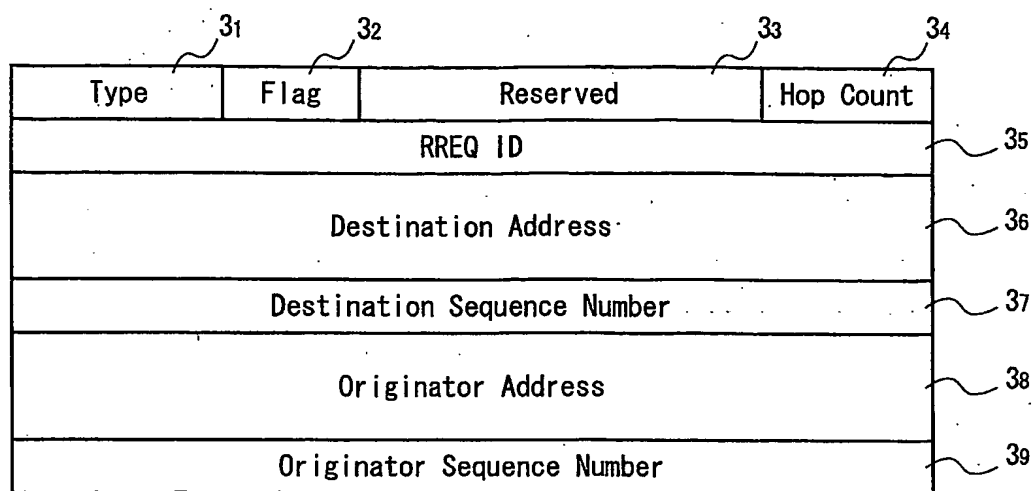 31 32 33 34
Type Flag Reserved Hop Count
RREQ ID 35
Destination Address 36
Destination Sequence Number 37
Originator Address 38
Originator Sequence Number 39